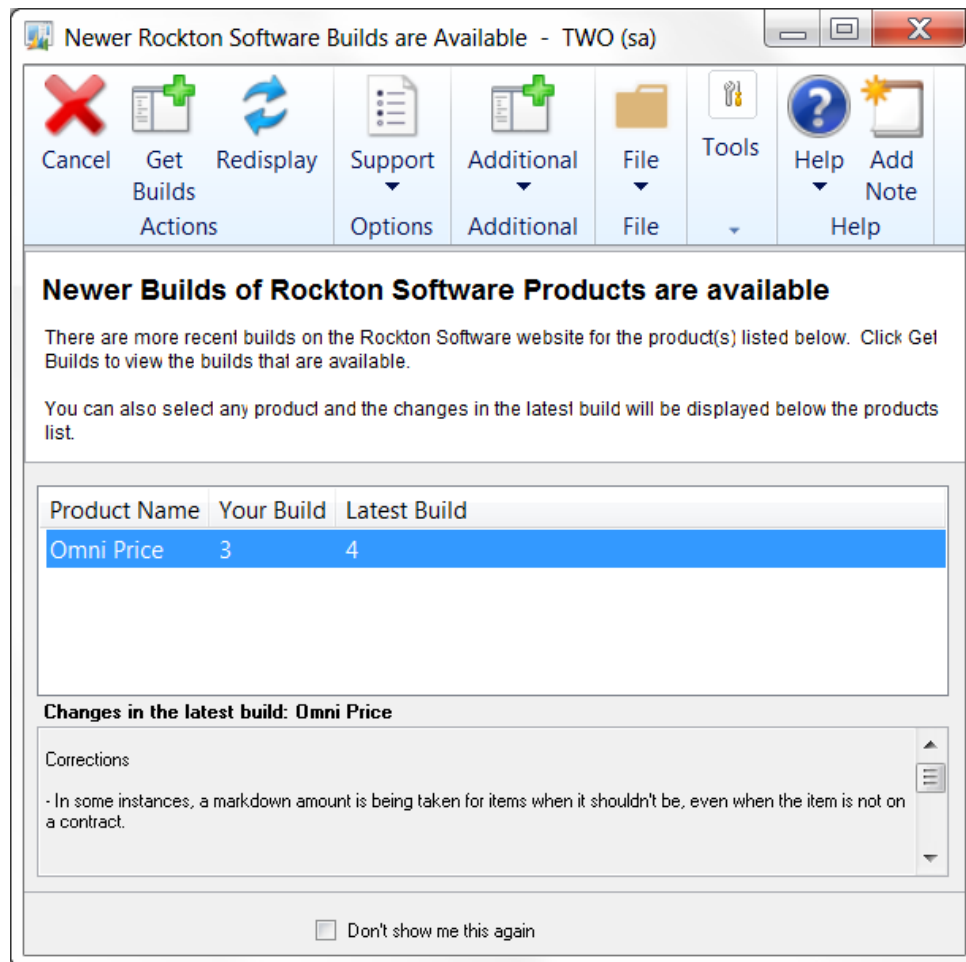 Newer Rockton Software Builds are Available - TWO (sa)
Cancel Get Builds Redisplay Support Additional File Tools Help Add Note
Actions Options Additional File Help
Newer Builds of Rockton Software Products are available
There are more recent builds on the Rockton Software website for the product(s) listed below. Click Get
Builds to view the builds that are available.
You can also select any product and the changes in the latest build will be displayed below the products
list.
Product Name Your Build Latest Build
Omni Price 3 4
Changes in the latest build: Omni Price
Corrections
- In some instances, a markdown amount is being taken for items when it shouldn't be, even when the item is not on
a contract.
Don't show me this again